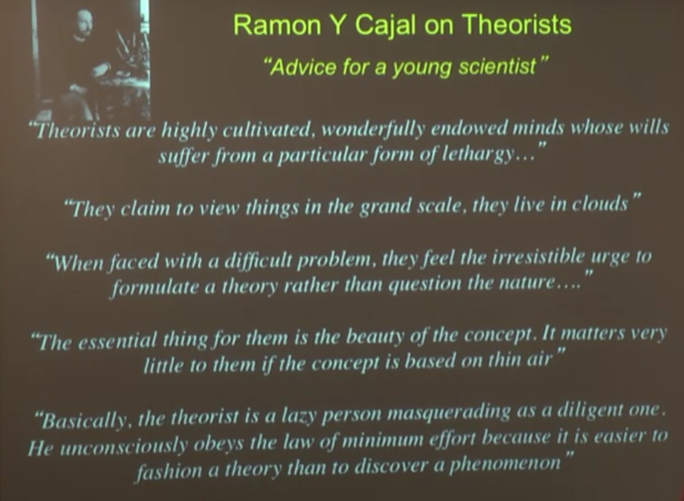 Ramon Y Cajal on Theorists
“Advice for a young scientist”
“Theorists are highly cultivated, wonderfully endowed minds whose wills
suffer from a particular form of lethargy…”
“They claim to view things in the grand scale, they live in clouds”
“When faced with a difficult problem, they feel the irresistible urge to
formulate a theory rather than question the nature….”
“The essential thing for them is the beauty of the concept. It matters very
little to them if the concept is based on thin air”
“Basically, the theorist is a lazy person masquerading as a diligent one.
He unconsciously obeys the law of minimum effort because it is easier to
fashion a theory than to discover a phenomenon”